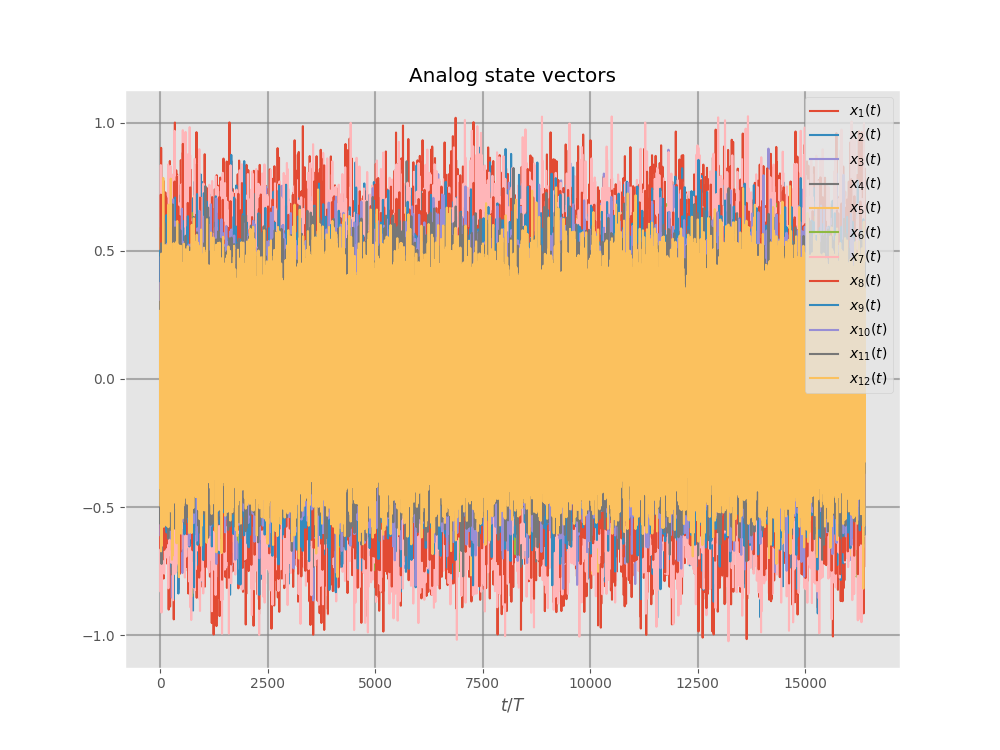 Analog state vectors
1.0
0.5
0.0
−0.5
−1.0
0 2500 5000 7500 10000 12500 15000
t/T
x₁(t)
x₂(t)
x₃(t)
x₄(t)
x₅(t)
x₆(t)
x₇(t)
x₈(t)
x₉(t)
x₁₀(t)
x₁₁(t)
x₁₂(t)